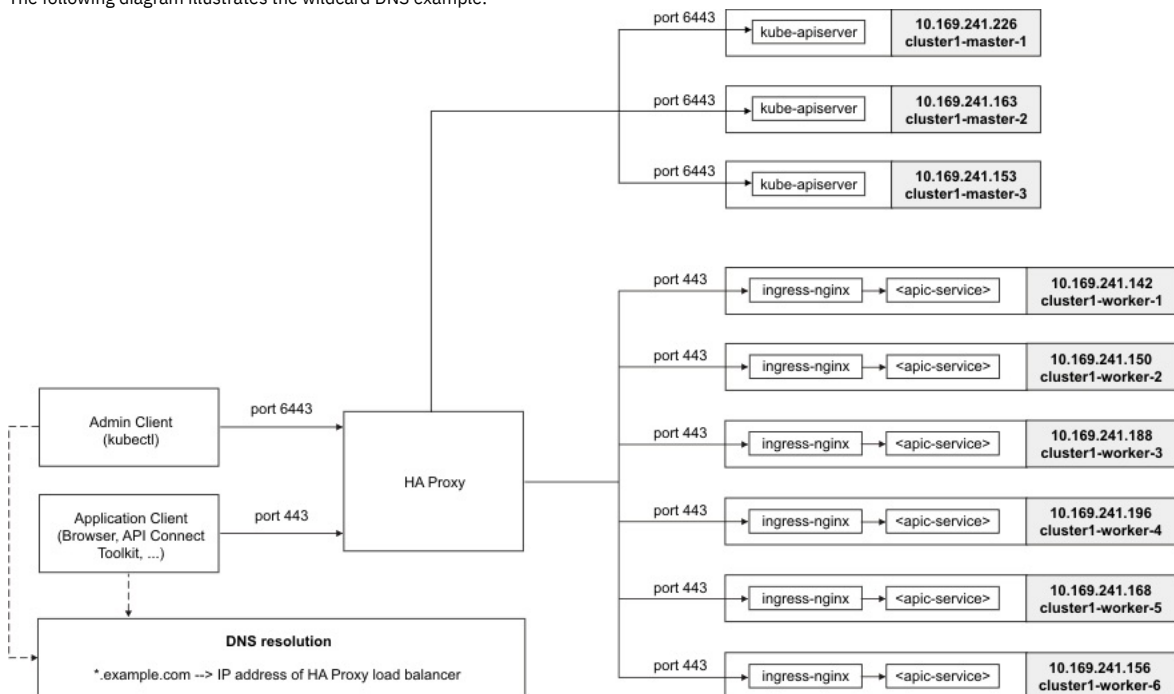 The following diagram illustrates the wildcard DNS example:
port 6443
kube-apiserver
10.169.241.226
cluster1-master-1
port 6443
kube-apiserver
10.169.241.163
cluster1-master-2
port 6443
kube-apiserver
10.169.241.153
cluster1-master-3
port 443
ingress-nginx
<apic-service>
10.169.241.142
cluster1-worker-1
port 443
ingress-nginx
<apic-service>
10.169.241.150
cluster1-worker-2
port 443
ingress-nginx
<apic-service>
10.169.241.188
cluster1-worker-3
port 443
ingress-nginx
<apic-service>
10.169.241.196
cluster1-worker-4
port 443
ingress-nginx
<apic-service>
10.169.241.168
cluster1-worker-5
port 443
ingress-nginx
<apic-service>
10.169.241.156
cluster1-worker-6
Admin Client
(kubectl)
port 6443
HA Proxy
Application Client
(Browser, API Connect
Toolkit, ...)
port 443
DNS resolution
*.example.com --> IP address of HA Proxy load balancer